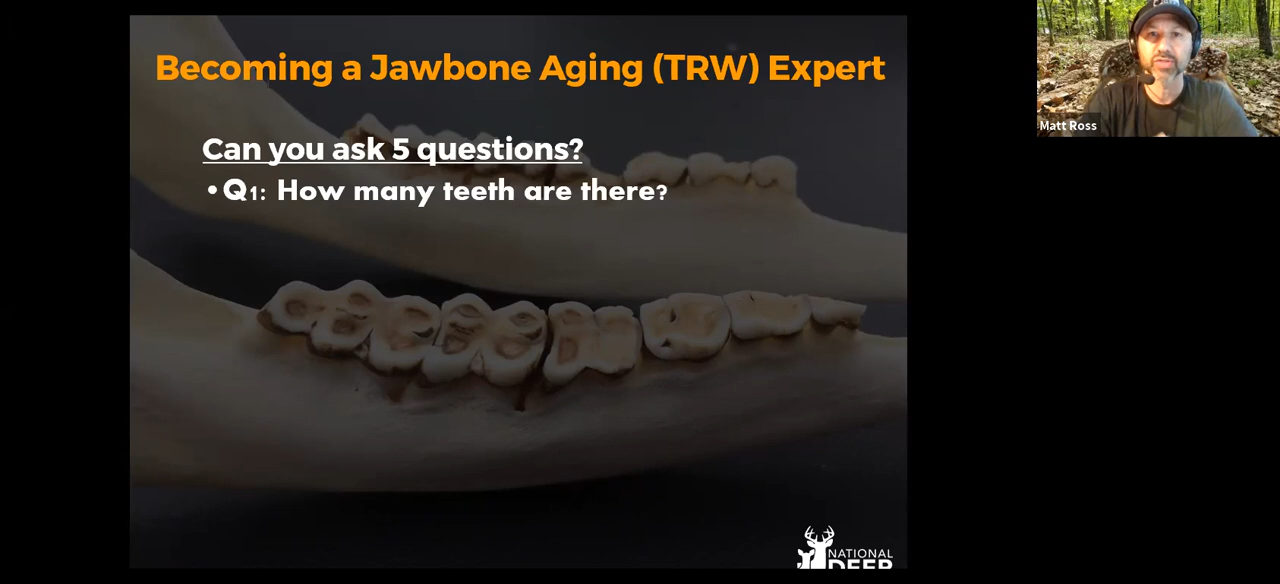 Becoming a Jawbone Aging (TRW) Expert
Can you ask 5 questions?
•Q1: How many teeth are there?
Matt Ross
NATIONAL
DEER